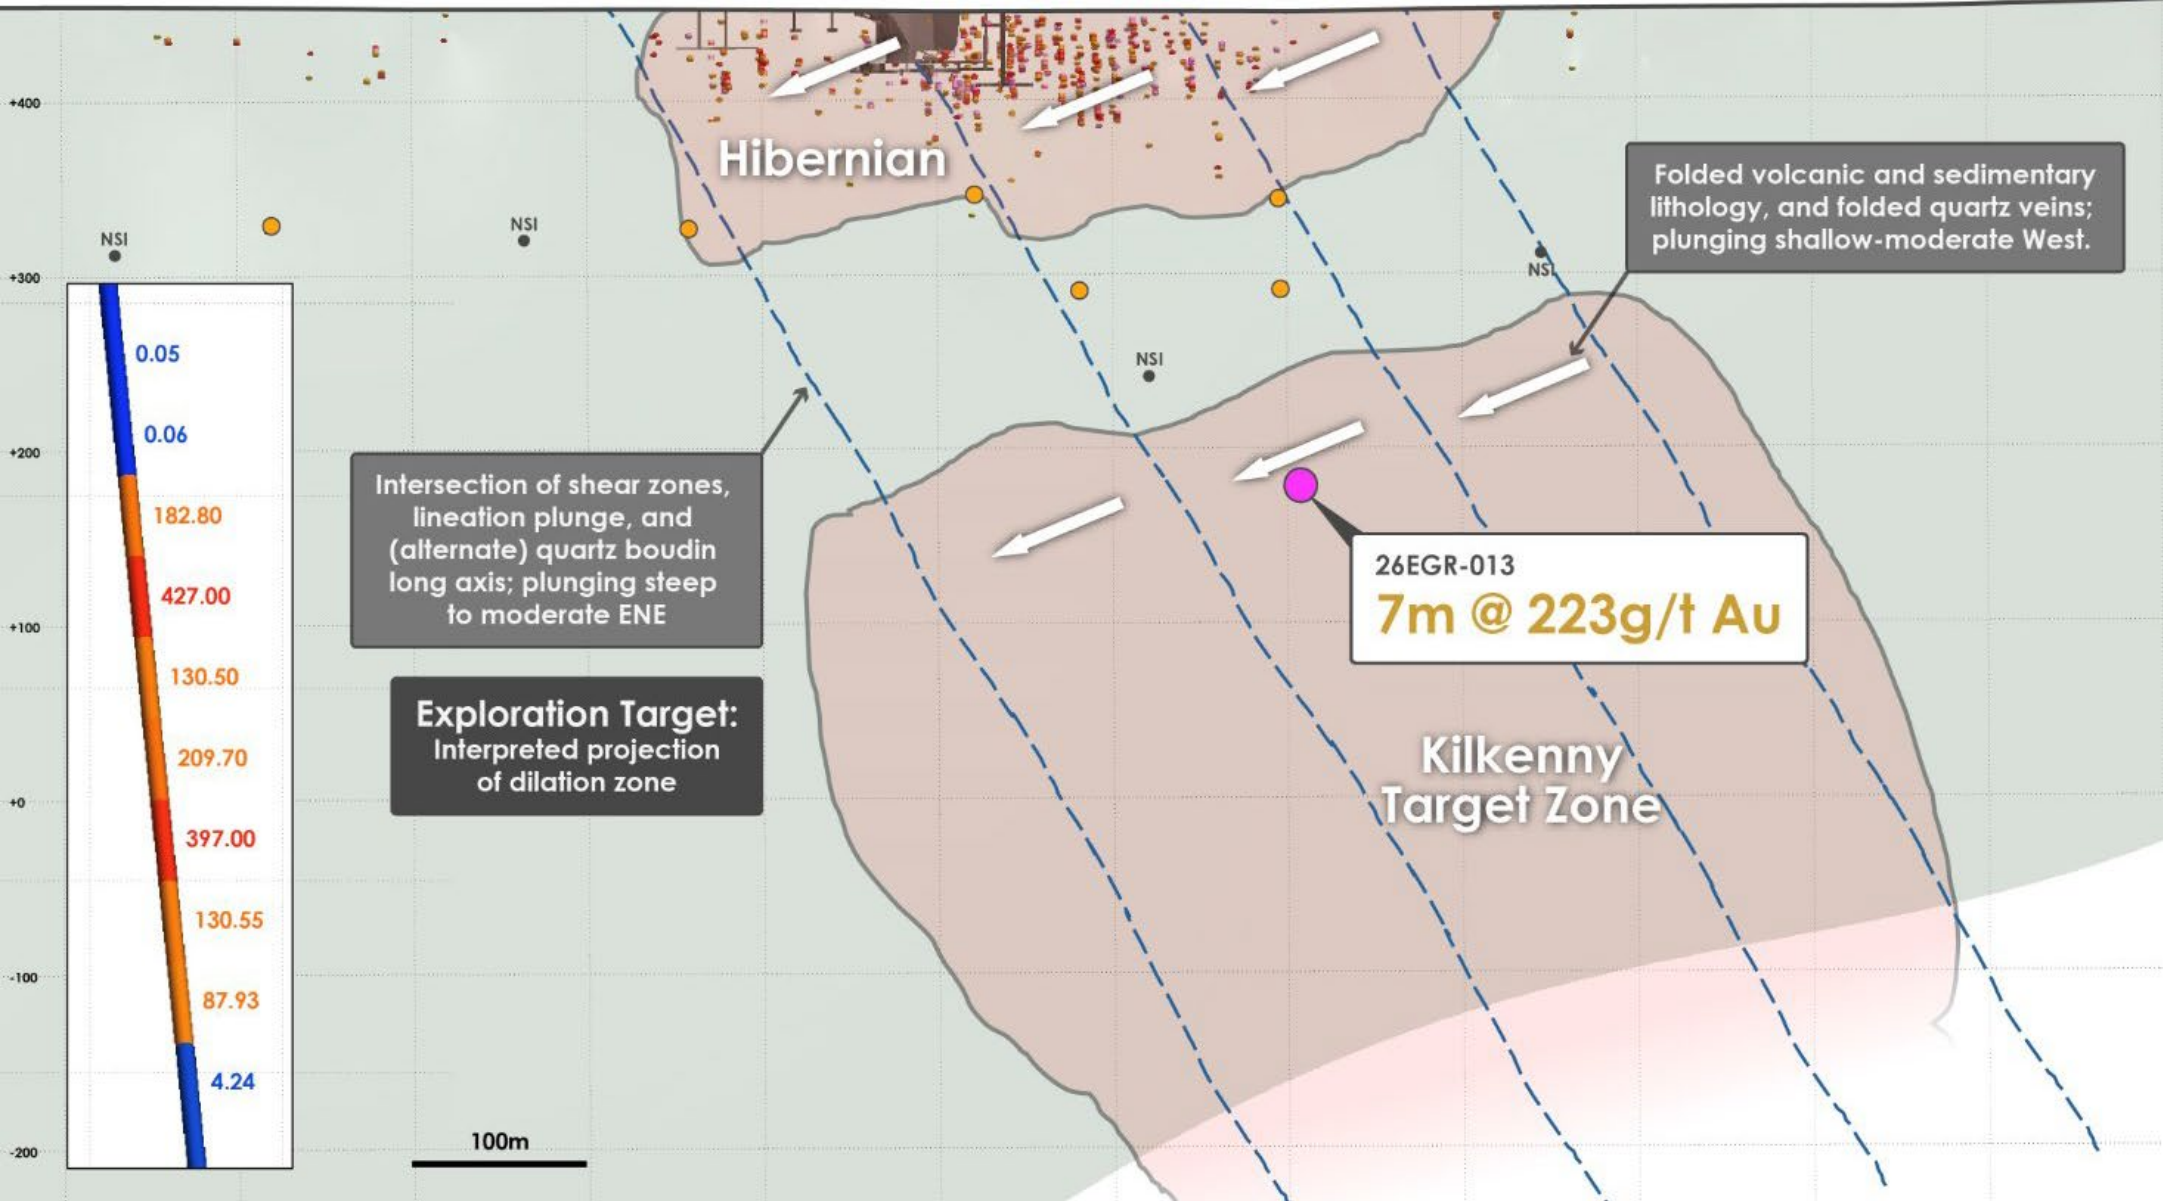 +400
+300
+200
+100
+0
-100
-200
Hibernian
NSI
NSI
NSI
NSI
Folded volcanic and sedimentary
lithology, and folded quartz veins;
plunging shallow-moderate West.
0.05
0.06
182.80
427.00
130.50
209.70
397.00
130.55
87.93
4.24
Intersection of shear zones,
lineation plunge, and
(alternate) quartz boudin
long axis; plunging steep
to moderate ENE
Exploration Target:
Interpreted projection
of dilation zone
26EGR-013
7m @ 223g/t Au
Kilkenny
Target Zone
100m